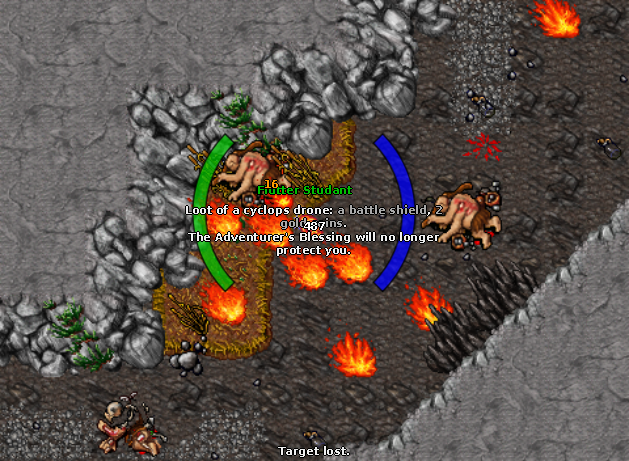 16
Flutter Studant
Loot of a cyclops drone: a battle shield, 2
gold coins.
487
The Adventurer's Blessing will no longer
protect you.
Target lost.